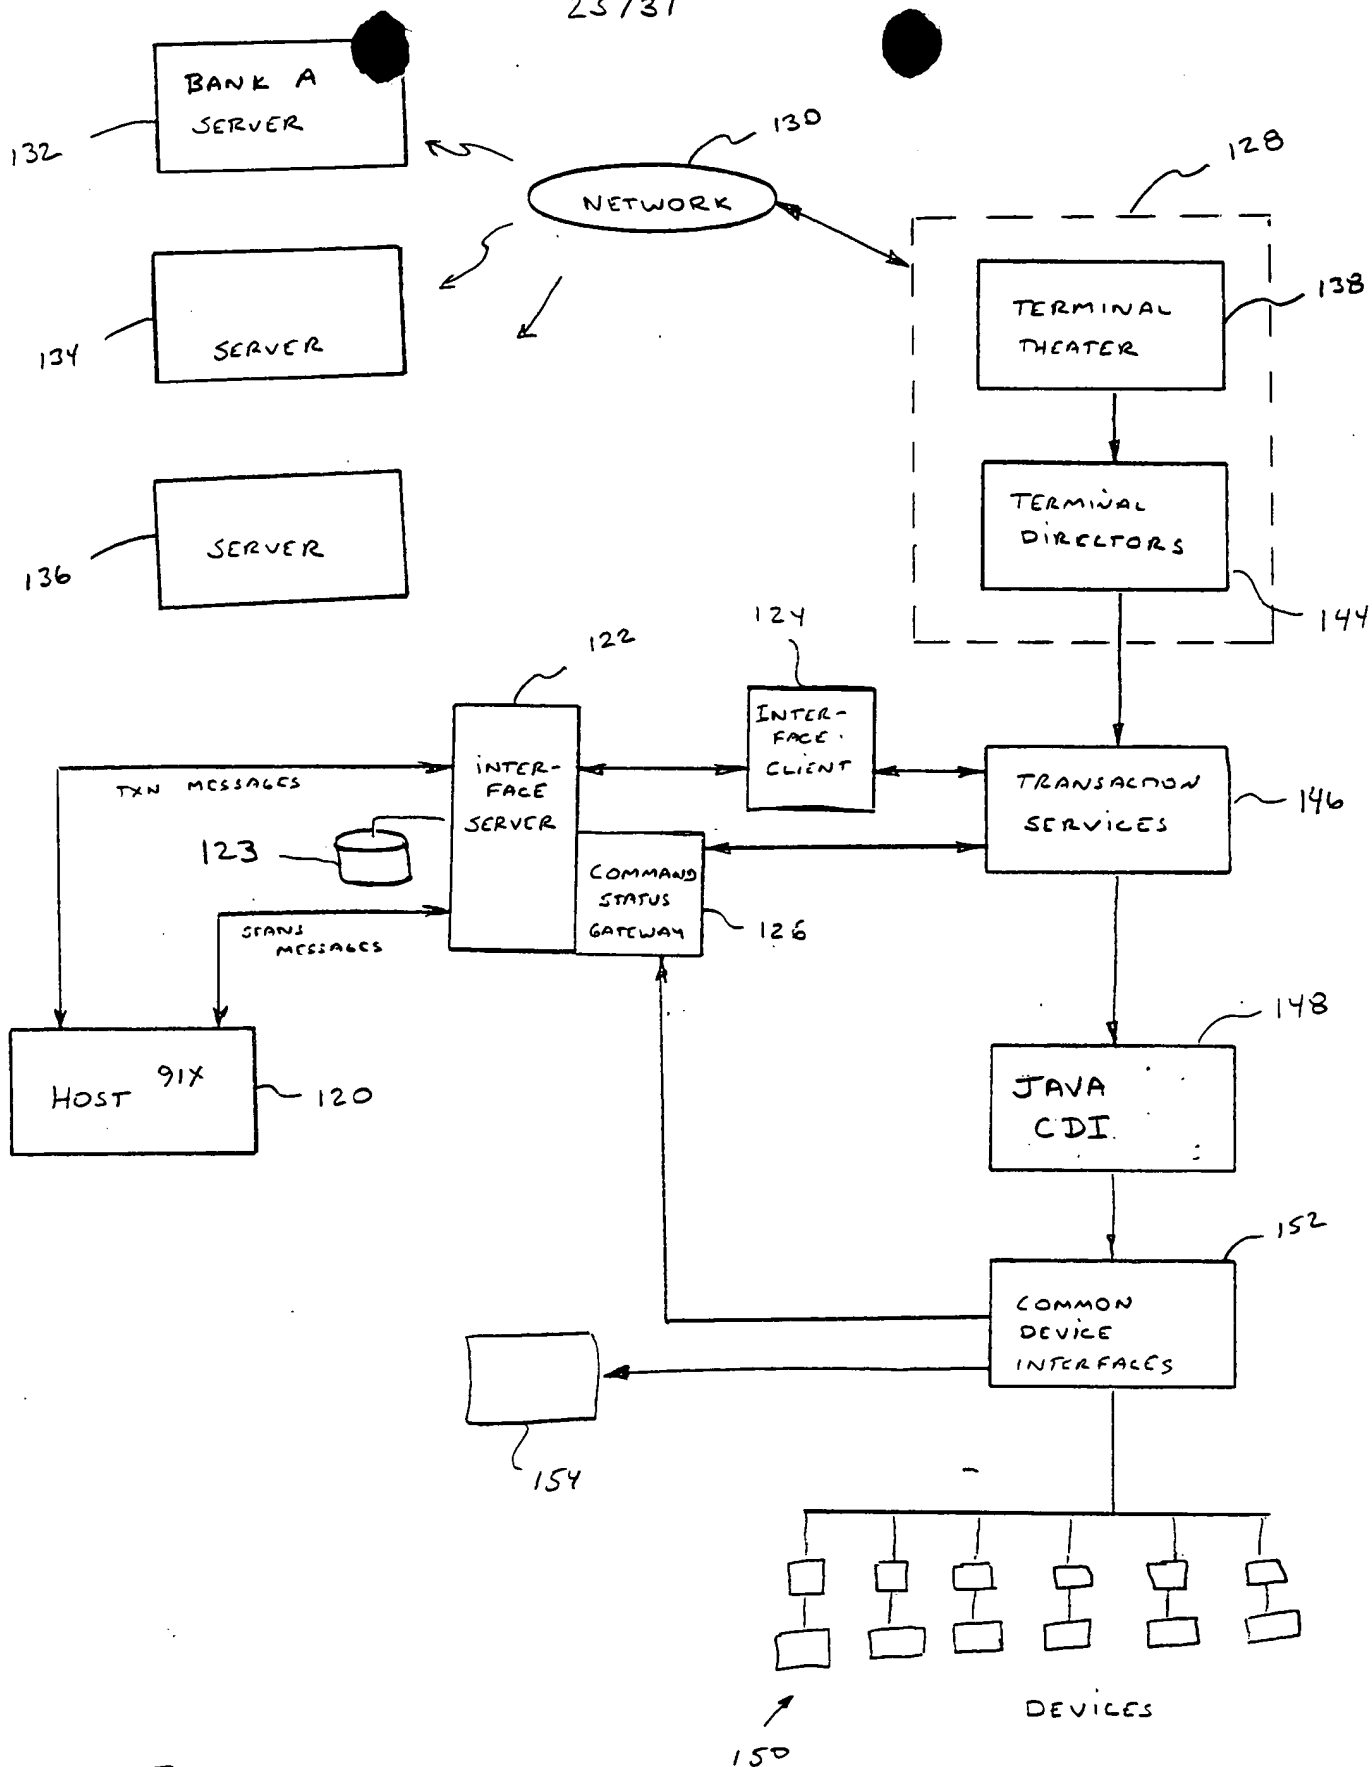 25/31
BANK A
SERVER
132
130
NETWORK
128
TERMINAL
THEATER
138
134
SERVER
TERMINAL
DIRECTORS
144
136
SERVER
122
124
INTER-
FACE
CLIENT
INTER-
FACE
SERVER
TXN MESSAGES
TRANSACTION
SERVICES
146
123
COMMAND
STATUS
GATEWAY
126
MESSAGES
HOST 91X
120
148
JAVA
CDI
152
COMMON
DEVICE
INTERFACES
154
DEVICES
150